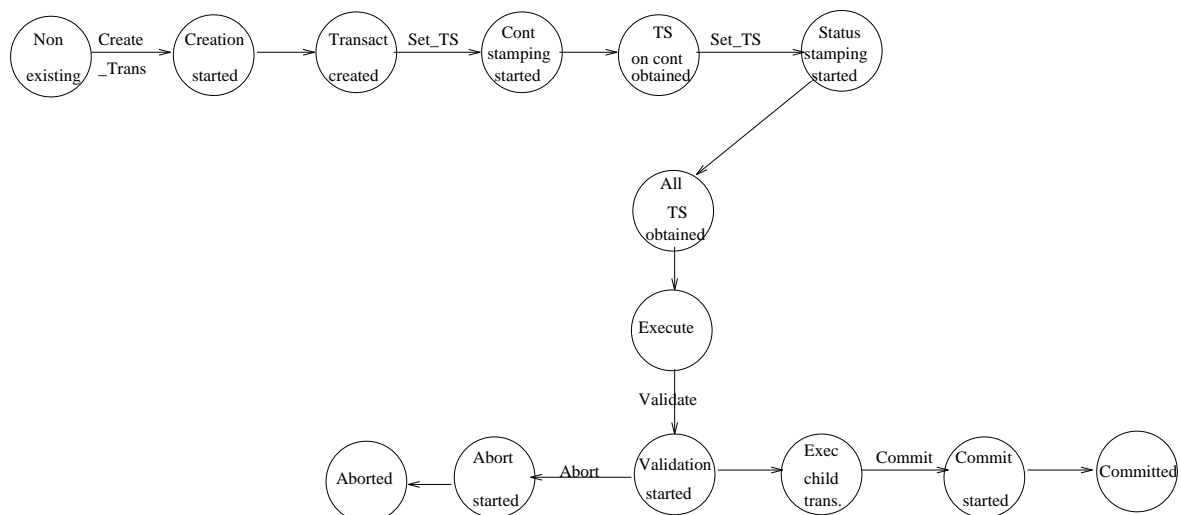 Non
existing
Create
_Trans
Creation
started
Transact
created
Set_TS
Cont
stamping
started
TS
on cont
obtained
Set_TS
Status
stamping
started
All
TS
obtained
Execute
Validate
Aborted
Abort
started
Abort
Validation
started
Exec
child
trans.
Commit
Commit
started
Committed